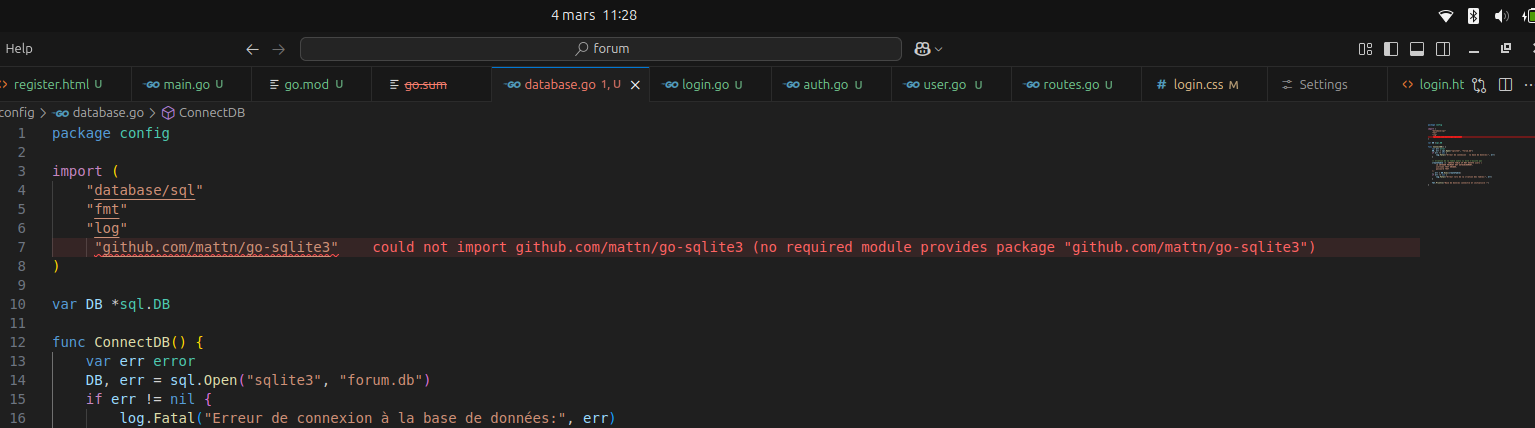 4 mars 11:28
Help
forum
register.html U
main.go U
go.mod U
go.sum
database.go 1, U
login.go U
auth.go U
user.go U
routes.go U
login.css M
Settings
login.ht
config > database.go > ConnectDB
1 package config
2
3 import (
4 "database/sql"
5 "fmt"
6 "log"
7 "github.com/mattn/go-sqlite3" could not import github.com/mattn/go-sqlite3 (no required module provides package "github.com/mattn/go-sqlite3")
8 )
9
10 var DB *sql.DB
11
12 func ConnectDB() {
13 var err error
14 DB, err = sql.Open("sqlite3", "forum.db")
15 if err != nil {
16 log.Fatal("Erreur de connexion à la base de données:", err)